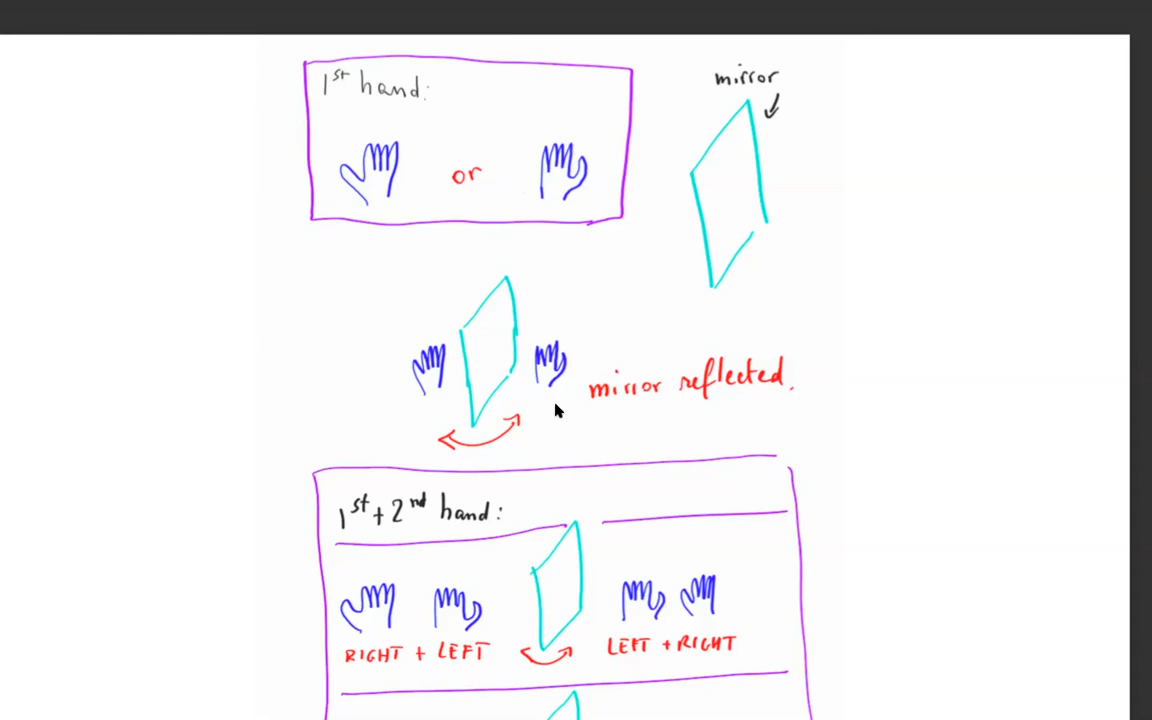 1st hand:
mirror
or
mirror reflected.
1st + 2nd hand:
RIGHT + LEFT
LEFT + RIGHT